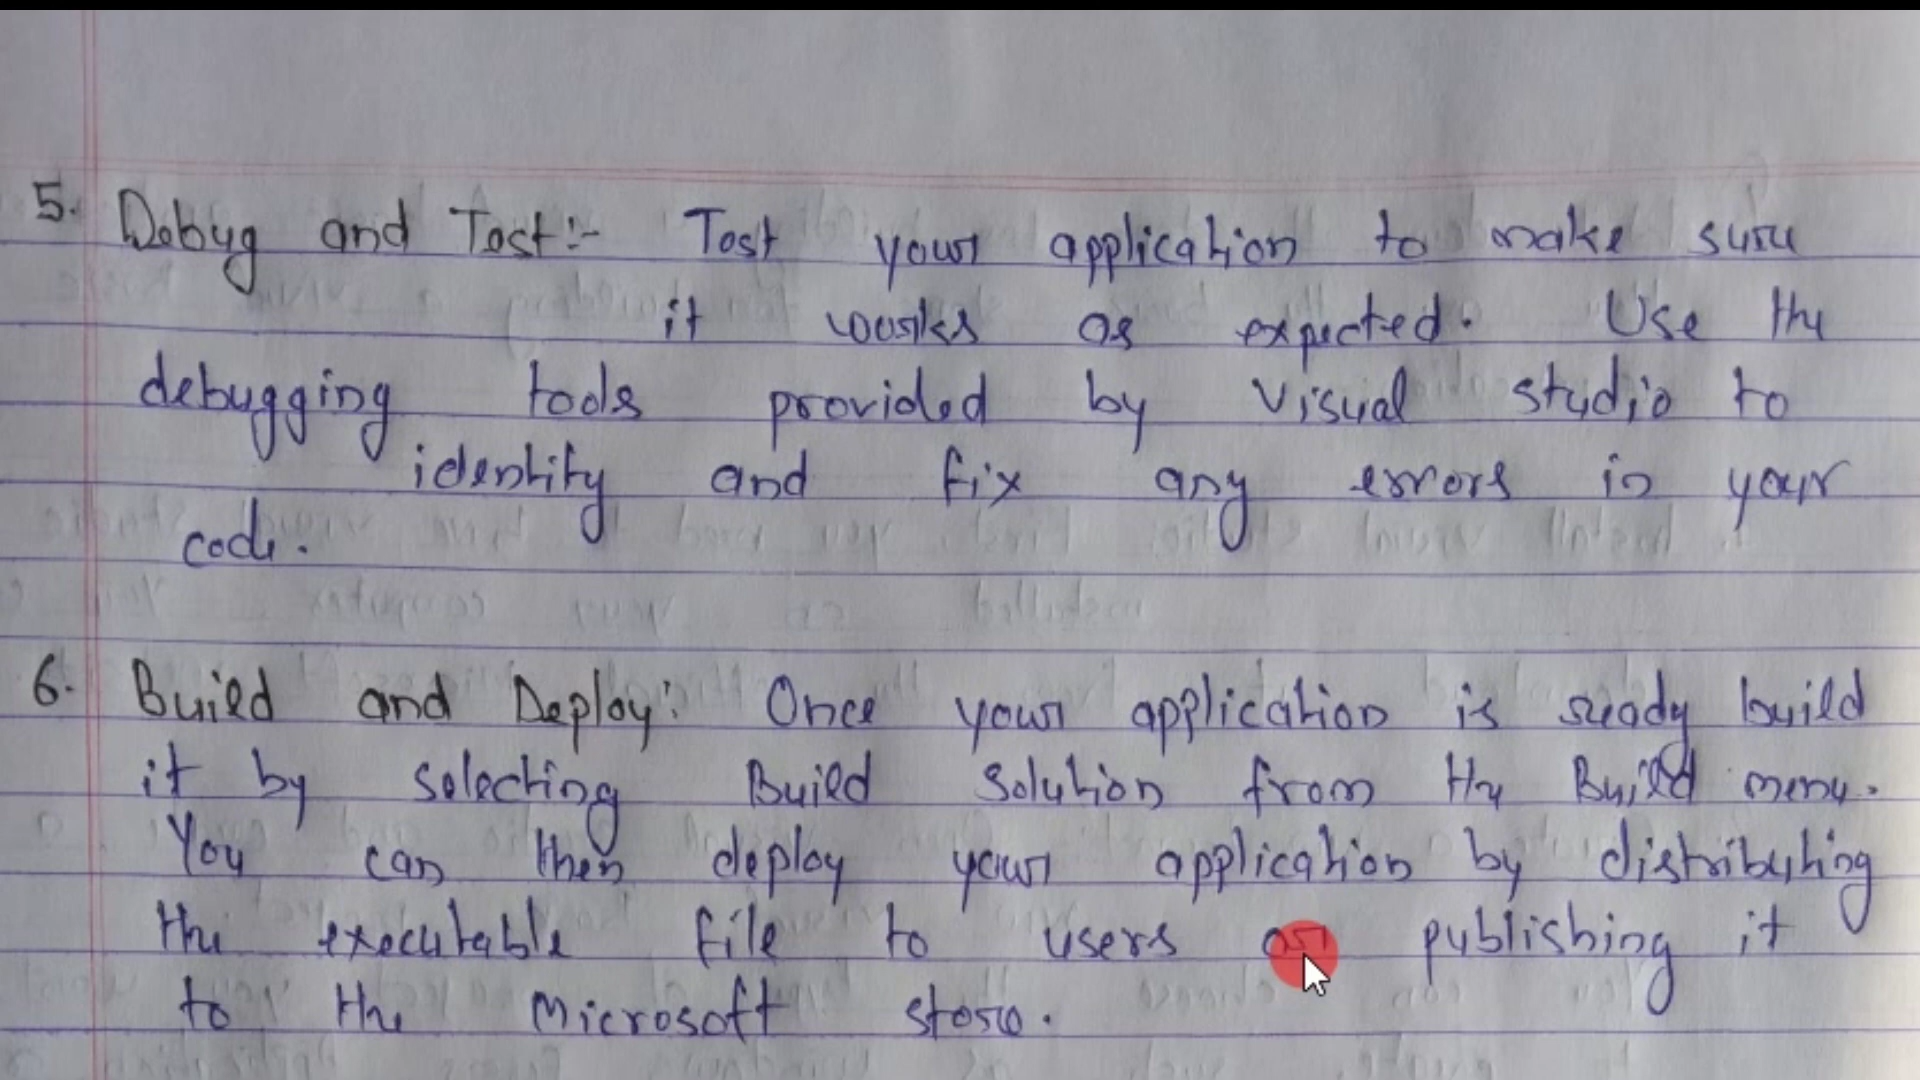 5. Debug and Test:- Test your application to make sure
it works as expected. Use the
debugging tools provided by Visual studio to
identify and fix any errors in your
code.
6. Build and Deploy: Once your application is ready build
it by selecting Build Solution from the Build menu.
You can then deploy your application by distributing
the executable file to users or publishing it
to the Microsoft store.